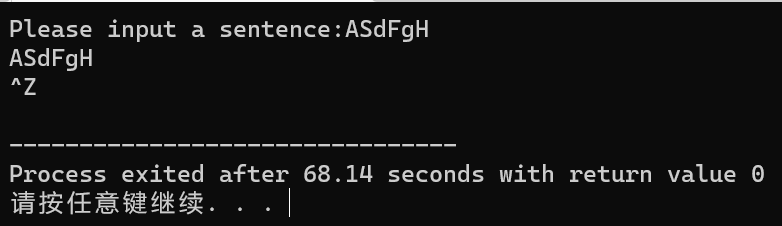 Please input a sentence:ASdFgH
ASdFgH
^Z
--------------------------------
Process exited after 68.14 seconds with return value 0
请按任意键继续. . .